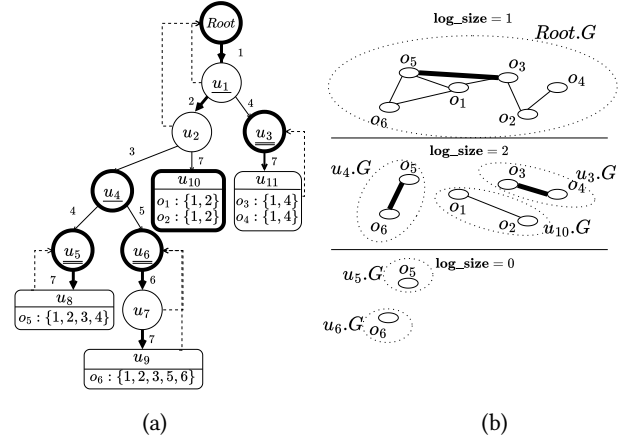 Root
1
u₁
2
4
u₂
u₃
3
7
7
u₄
u₁₀
o₁ : {1, 2}
o₂ : {1, 2}
u₁₁
o₃ : {1, 4}
o₄ : {1, 4}
4
5
u₅
u₆
7
6
u₈
o₅ : {1, 2, 3, 4}
u₇
7
u₉
o₆ : {1, 2, 3, 5, 6}
(a)
log_size = 1
Root.G
o₅
o₃
o₄
o₁
o₆
o₂
log_size = 2
u₄.G
o₅
o₃
u₃.G
o₄
o₁
o₆
o₂
u₁₀.G
log_size = 0
u₅.G
o₅
u₆.G
o₆
(b)